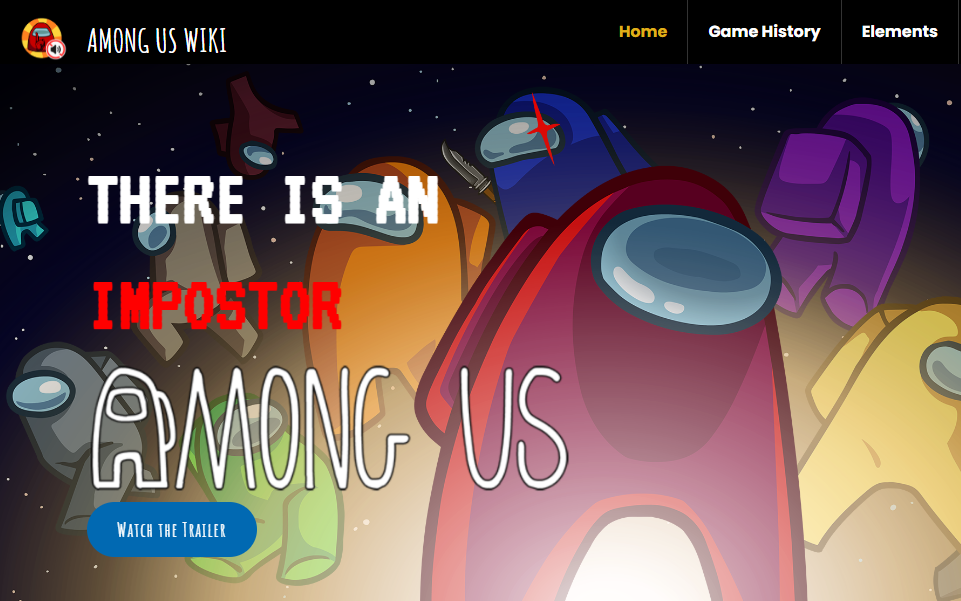 AMONG US WIKI
Home
Game History
Elements
THERE IS AN
IMPOSTOR
AMONG US
Watch the Trailer